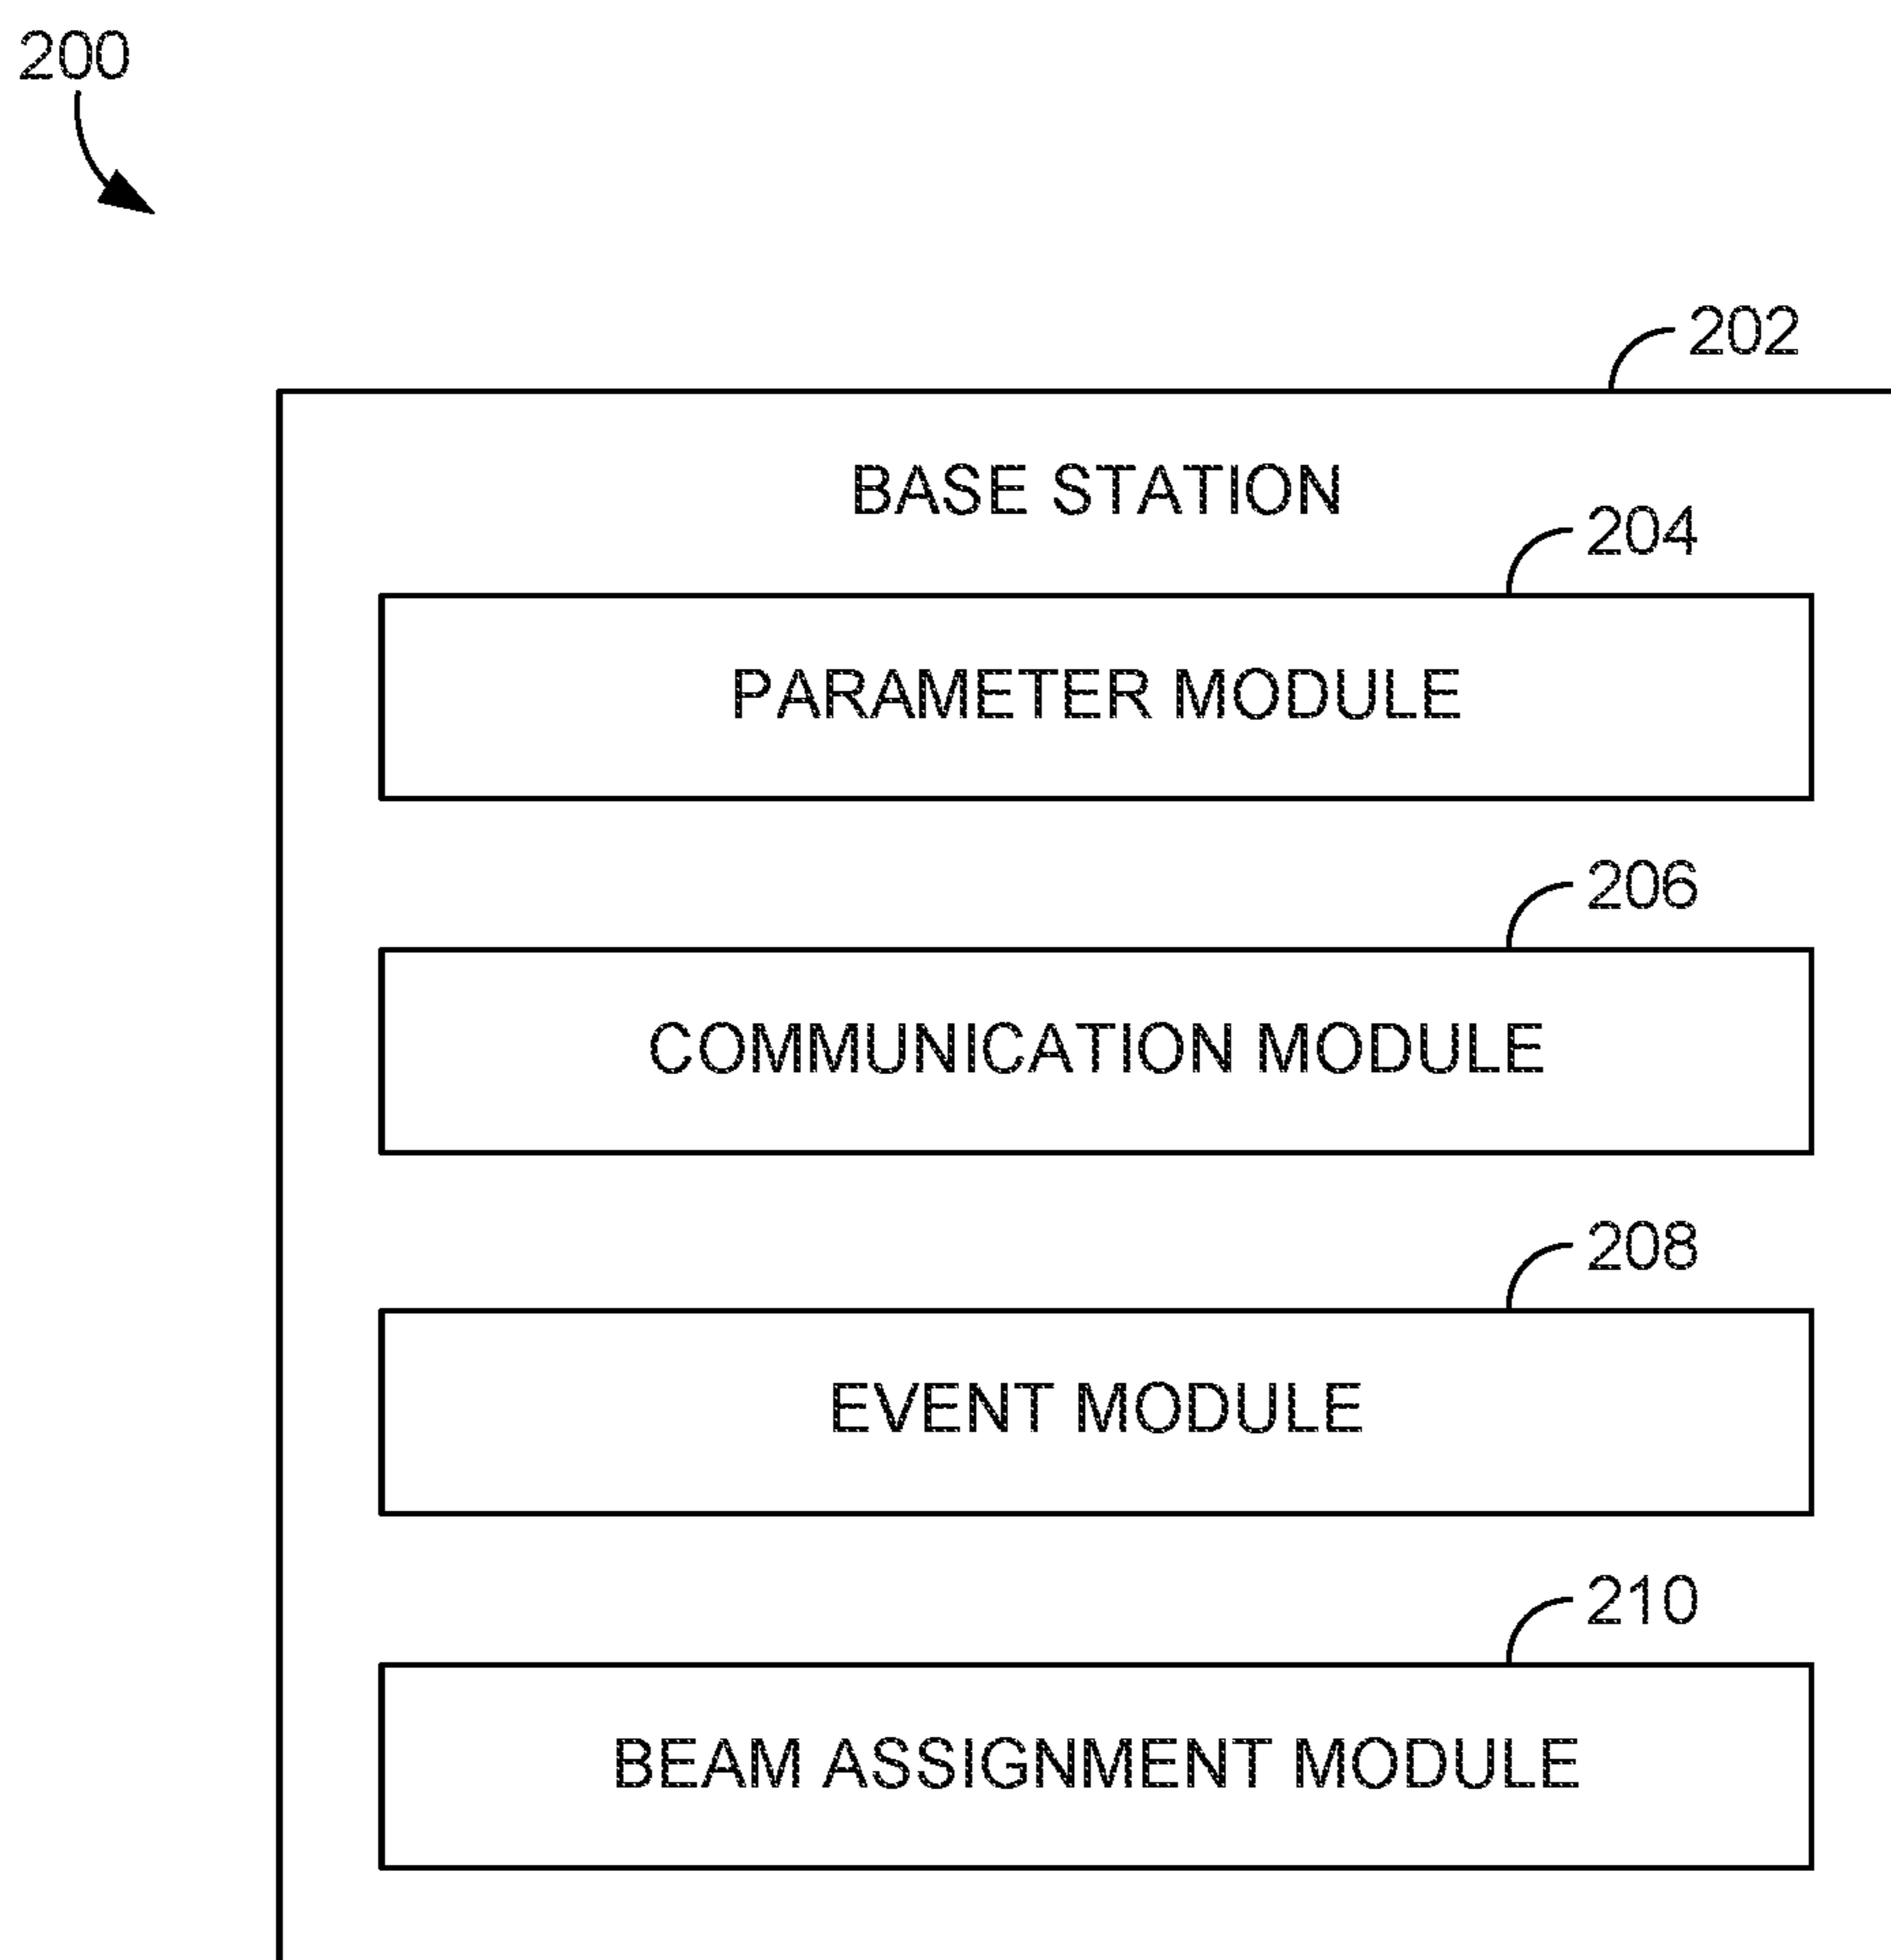 200
202
BASE STATION
204
PARAMETER MODULE
206
COMMUNICATION MODULE
208
EVENT MODULE
210
BEAM ASSIGNMENT MODULE